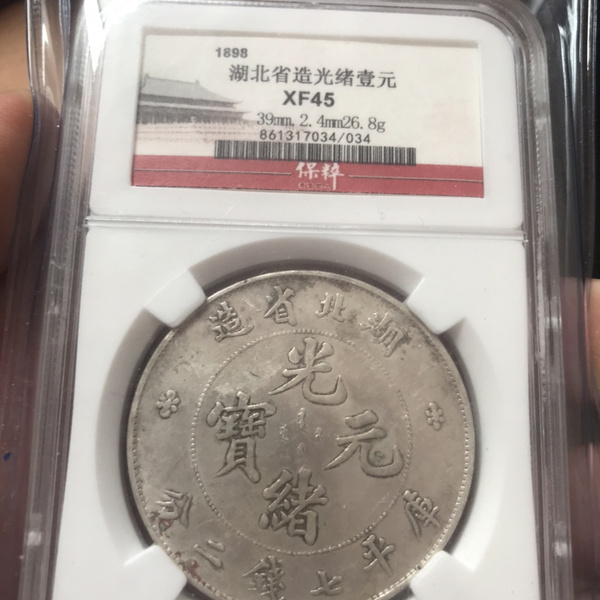 1898
湖北省造光绪壹元
XF45
39mm,2.4mm26.8g
861317034/034
保粹
湖北省造
光緒元寶
庫平七錢二分